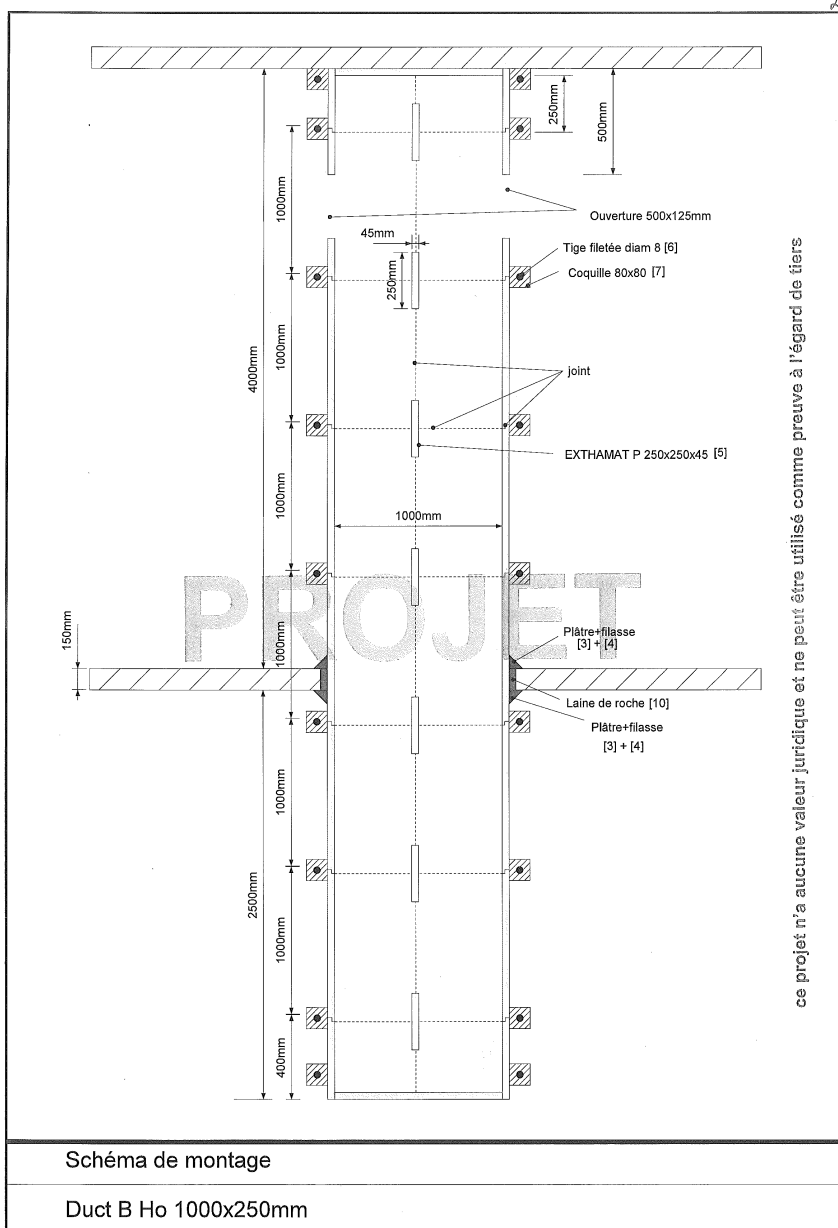 250mm
500mm
1000mm
Ouverture 500x125mm
45mm
Tige filetée diam 8 [6]
Coquille 80x80 [7]
250mm
4000mm
1000mm
joint
EXTHAMAT P 250x250x45 [5]
1000mm
1000mm
PROJET
150mm
1000mm
Plâtre+filasse
[3] + [4]
Laine de roche [10]
Plâtre+filasse
[3] + [4]
1000mm
2500mm
1000mm
400mm
ce projet n'a aucune valeur juridique et ne peut être utilisé comme preuve à l'égard de tiers
Schéma de montage
Duct B Ho 1000x250mm